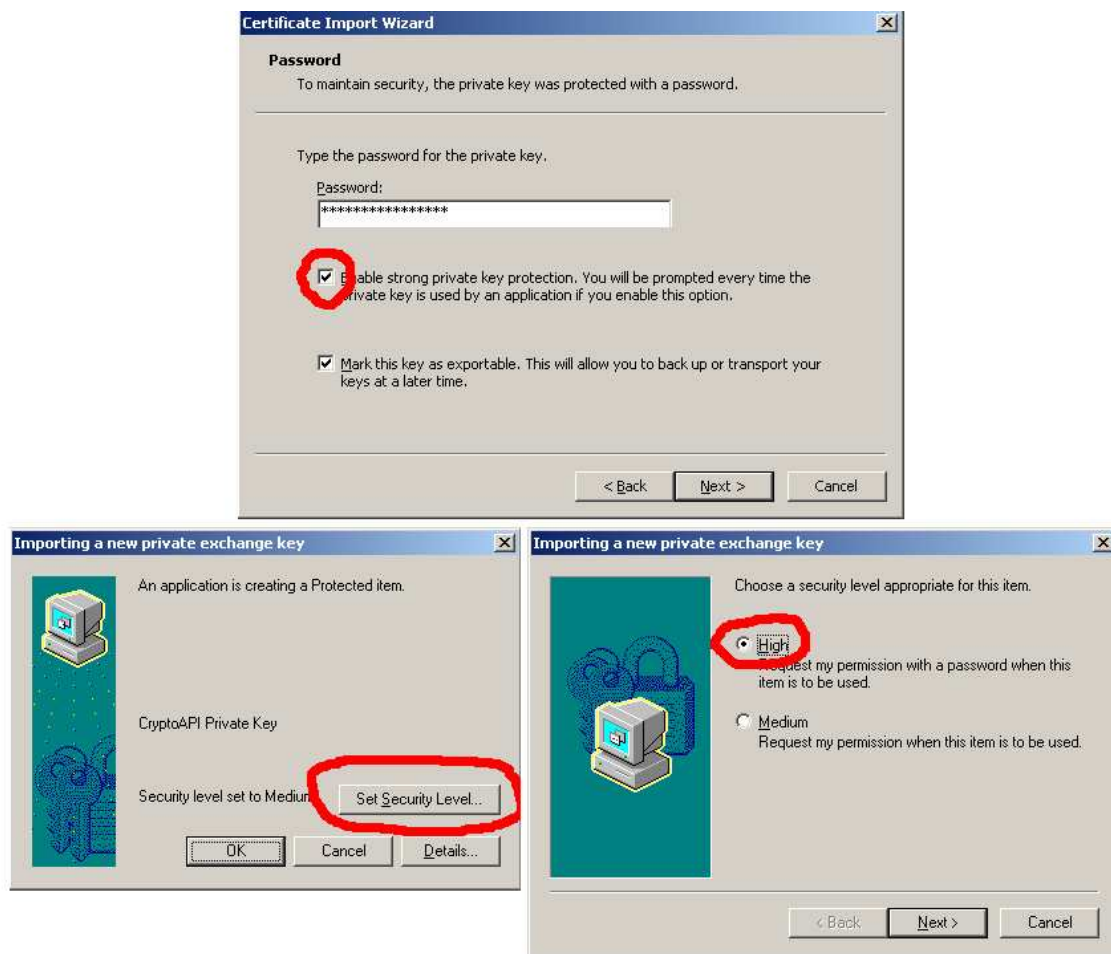 Certificate Import Wizard
Password
To maintain security, the private key was protected with a password.
Type the password for the private key.
Password:
****************
Enable strong private key protection. You will be prompted every time the
private key is used by an application if you enable this option.
Mark this key as exportable. This will allow you to back up or transport your
keys at a later time.
< Back Next > Cancel
Importing a new private exchange key
An application is creating a Protected item.
CryptoAPI Private Key
Security level set to Medium Set Security Level...
OK Cancel Details...
Importing a new private exchange key
Choose a security level appropriate for this item.
High
Request my permission with a password when this
item is to be used.
Medium
Request my permission when this item is to be used.
< Back Next > Cancel